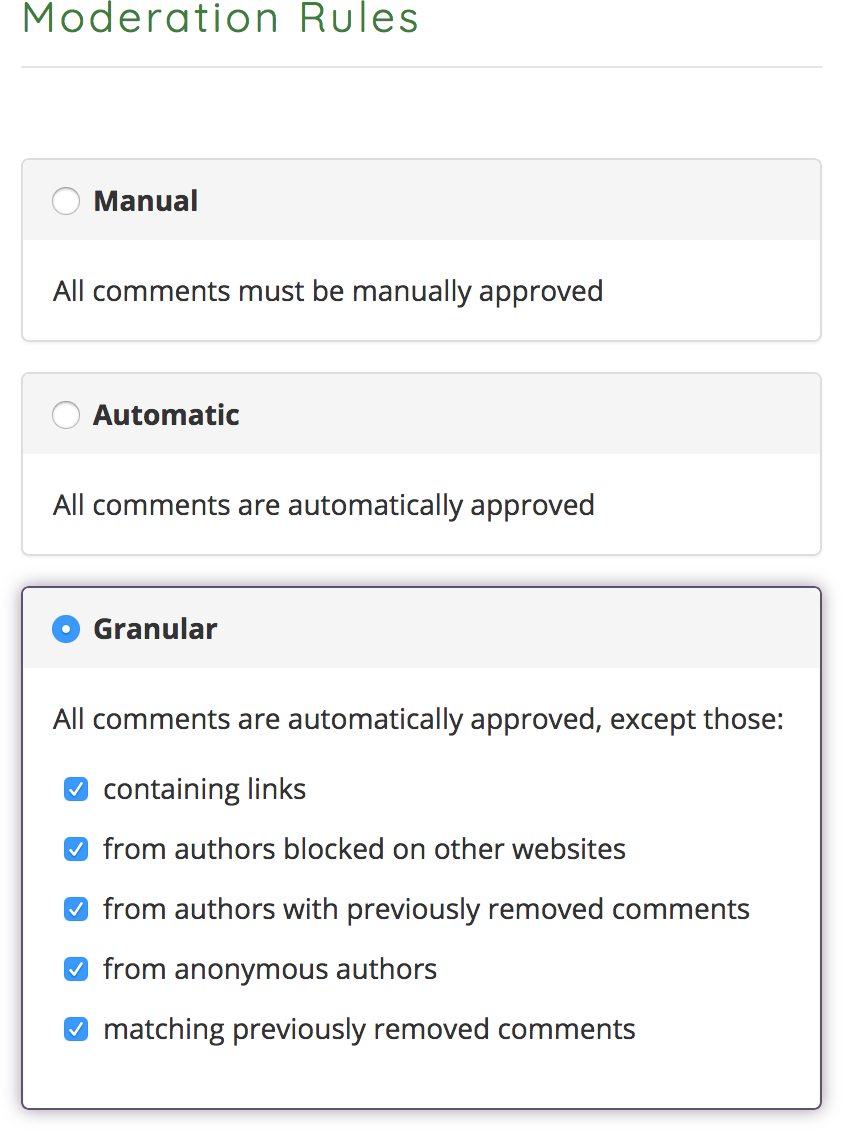 Moderation Rules
Manual
All comments must be manually approved
Automatic
All comments are automatically approved
Granular
All comments are automatically approved, except those:
containing links
from authors blocked on other websites
from authors with previously removed comments
from anonymous authors
matching previously removed comments